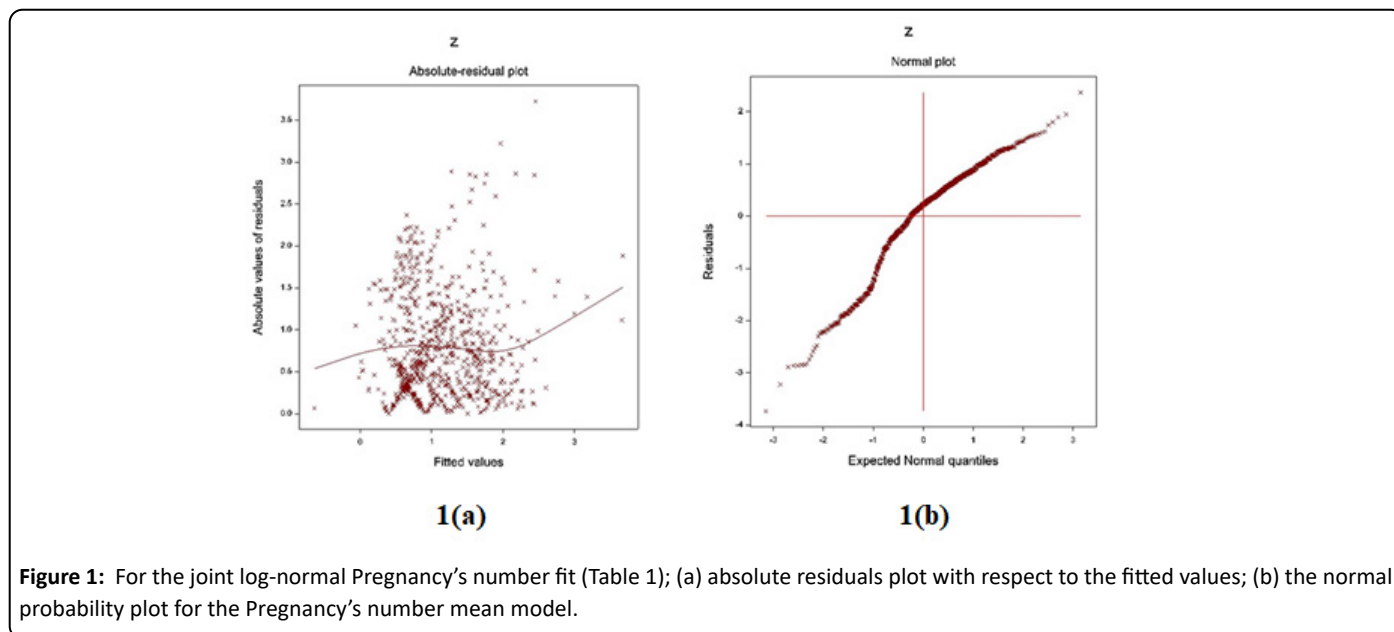 z
Absolute-residual plot
Absolute values of residuals
3.5
3.0
2.5
2.0
1.5
1.0
0.5
0.0
0 1 2 3
Fitted values
1(a)
z
Normal plot
Residuals
2
1
0
-1
-2
-3
-4
-3 -2 -1 0 1 2 3
Expected Normal quantiles
1(b)
Figure 1: For the joint log-normal Pregnancy’s number fit (Table 1); (a) absolute residuals plot with respect to the fitted values; (b) the normal
probability plot for the Pregnancy’s number mean model.